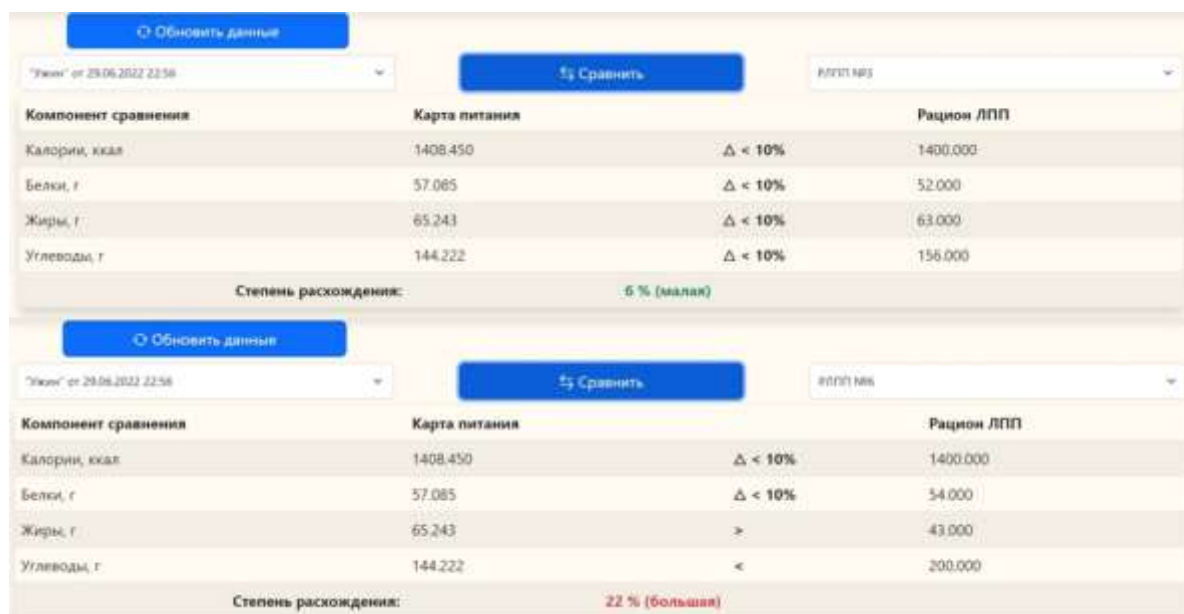 Обновить данные
"Ужин" от 29.06.2022 22:56 Сравнить РЛПП №3
Компонент сравнения Карта питания Рацион ЛПП
Калории, ккал 1408.450 Δ < 10% 1400.000
Белки, г 57.085 Δ < 10% 52.000
Жиры, г 65.243 Δ < 10% 63.000
Углеводы, г 144.222 Δ < 10% 156.000
Степень расхождения: 6 % (малая)
Обновить данные
"Ужин" от 29.06.2022 22:56 Сравнить РЛПП №6
Компонент сравнения Карта питания Рацион ЛПП
Калории, ккал 1408.450 Δ < 10% 1400.000
Белки, г 57.085 Δ < 10% 54.000
Жиры, г 65.243 > 43.000
Углеводы, г 144.222 < 200.000
Степень расхождения: 22 % (большая)